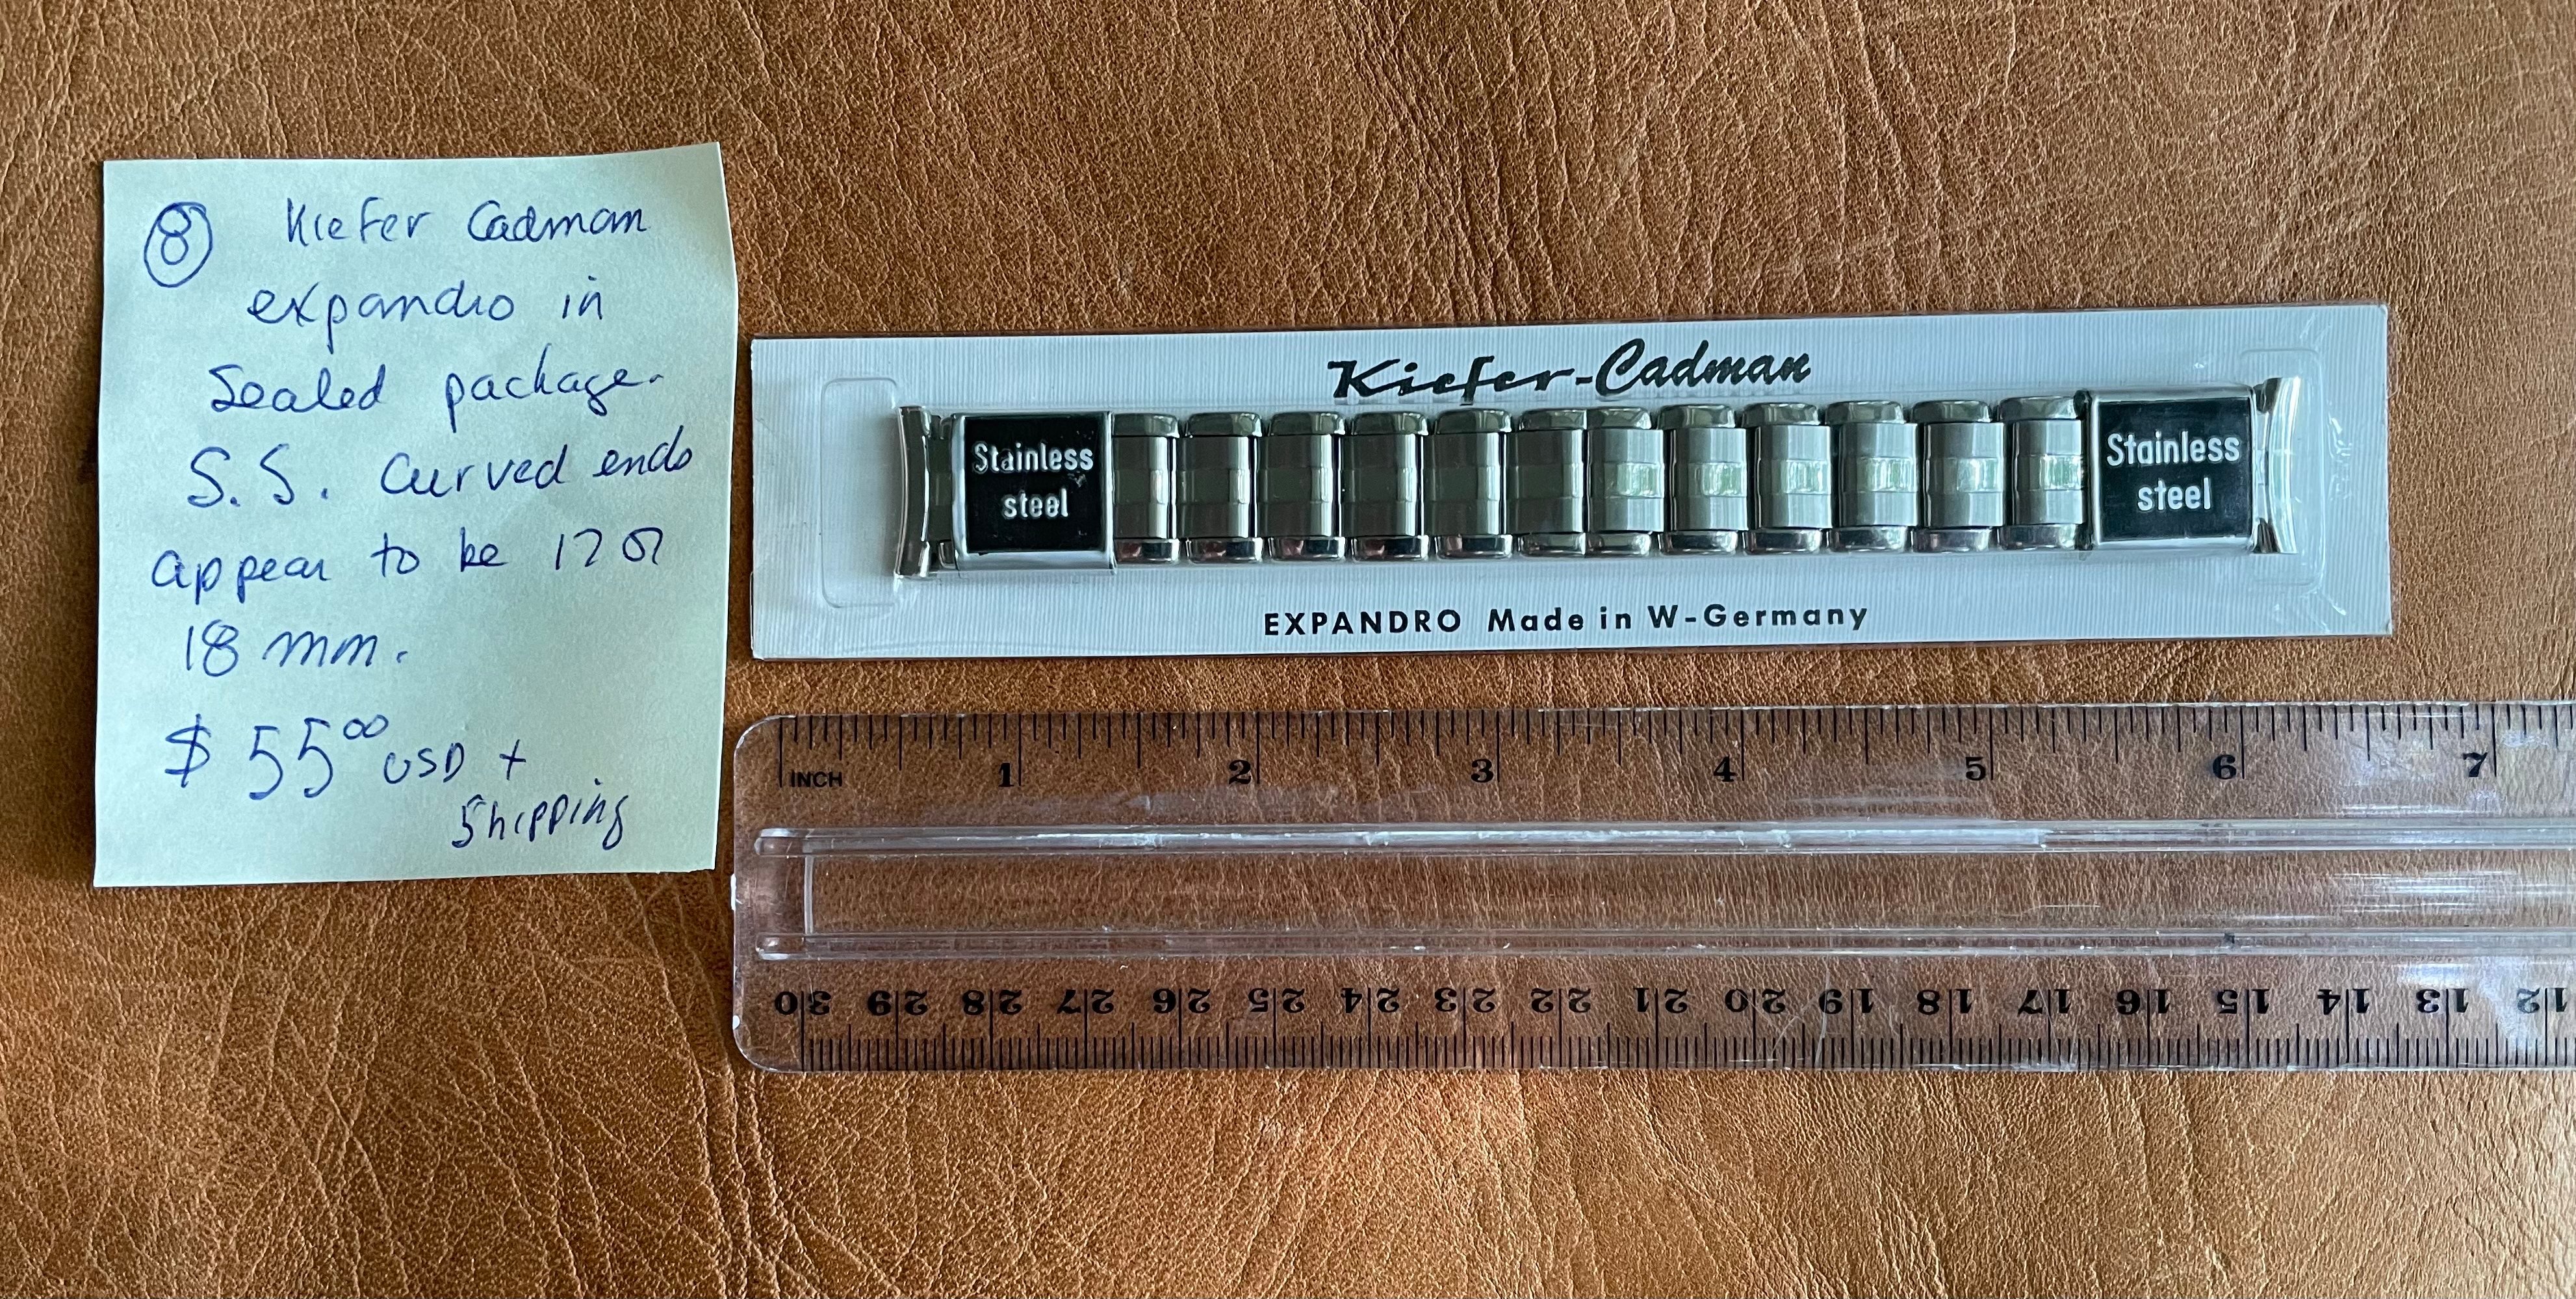 ⑧ Kiefer Cadman
expandro in
Sealed package.
S.S. Curved ends
appear to be 17 or
18 mm.
$ 55⁰⁰ USD +
Shipping
Kiefer-Cadman
Stainless
steel
Stainless
steel
EXPANDRO Made in W-Germany
INCH 1 2 3 4 5 6 7
30 29 28 27 26 25 24 23 22 21 20 19 18 17 16 15 14 13 12